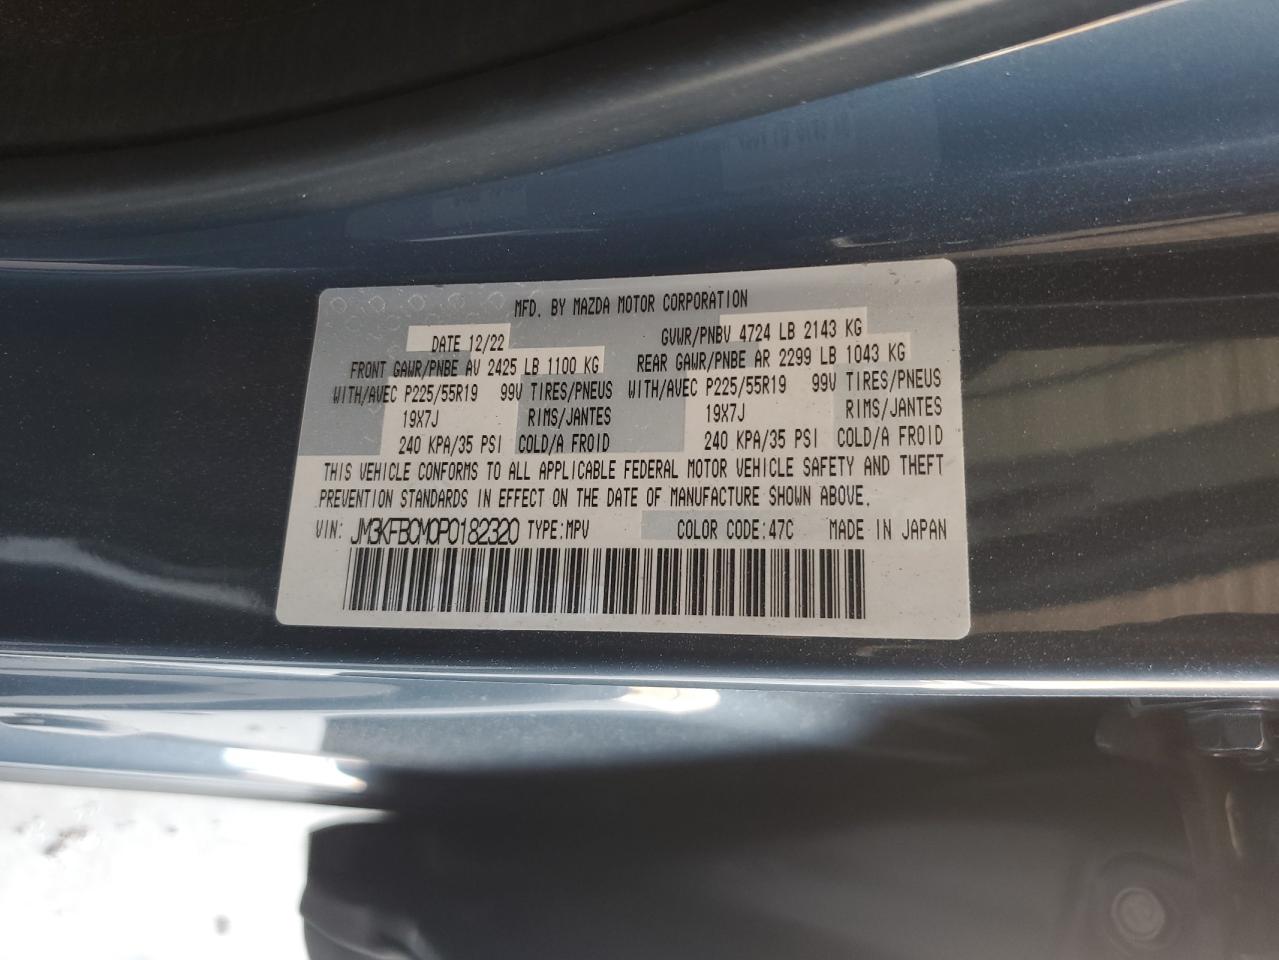 MFD. BY MAZDA MOTOR CORPORATION
DATE 12/22 GVWR/PNBV 4724 LB 2143 KG
FRONT GAWR/PNBE AV 2425 LB 1100 KG REAR GAWR/PNBE AR 2299 LB 1043 KG
WITH/AVEC P225/55R19 99V TIRES/PNEUS WITH/AVEC P225/55R19 99V TIRES/PNEUS
19X7J RIMS/JANTES 19X7J RIMS/JANTES
240 KPA/35 PSI COLD/A FROID 240 KPA/35 PSI COLD/A FROID
THIS VEHICLE CONFORMS TO ALL APPLICABLE FEDERAL MOTOR VEHICLE SAFETY AND THEFT
PREVENTION STANDARDS IN EFFECT ON THE DATE OF MANUFACTURE SHOWN ABOVE.
VIN: JM3KFBCM0P0182320 TYPE:MPV COLOR CODE:47C MADE IN JAPAN